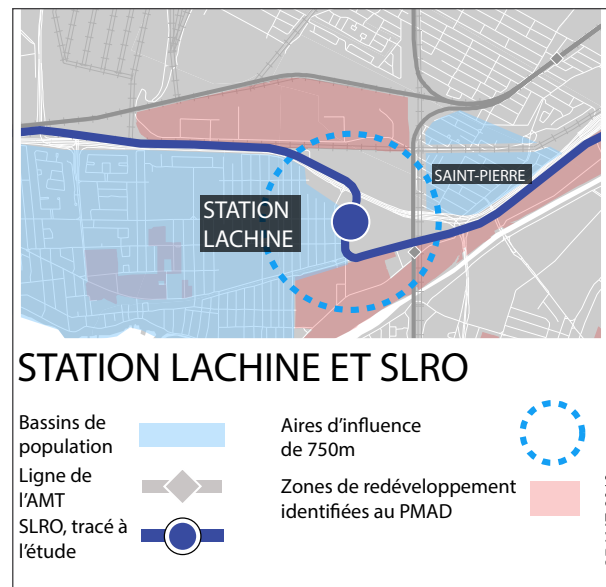 SAINT-PIERRE
STATION
LACHINE
STATION LACHINE ET SLRO
Bassins de
population
Ligne de
l'AMT
SLRO, tracé à
l'étude
Aires d'influence
de 750m
Zones de redéveloppement
identifiées au PMAD